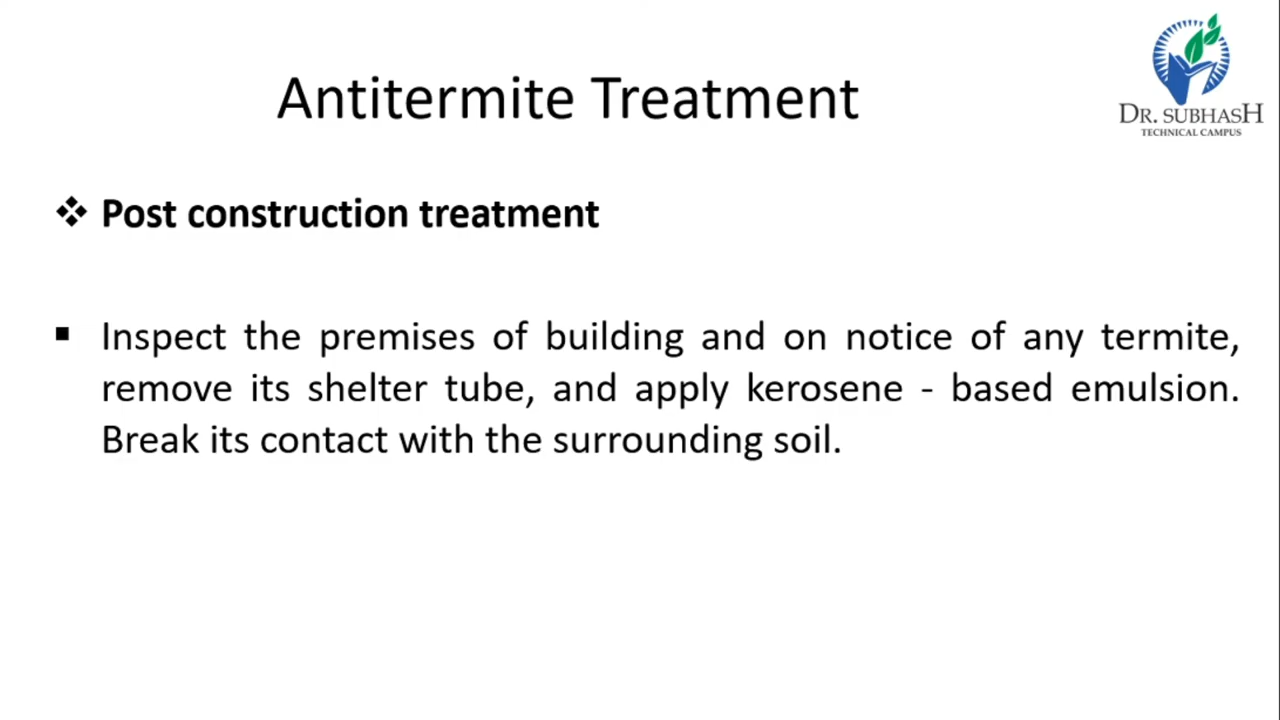 DR. SUBHASH
TECHNICAL CAMPUS
Antitermite Treatment
❖ Post construction treatment
▪ Inspect the premises of building and on notice of any termite,
remove its shelter tube, and apply kerosene - based emulsion.
Break its contact with the surrounding soil.